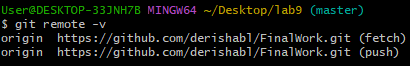 User@DESKTOP-33JNH7B MINGW64 ~/Desktop/lab9 (master)
$ git remote -v
origin  https://github.com/derishabl/FinalWork.git (fetch)
origin  https://github.com/derishabl/FinalWork.git (push)